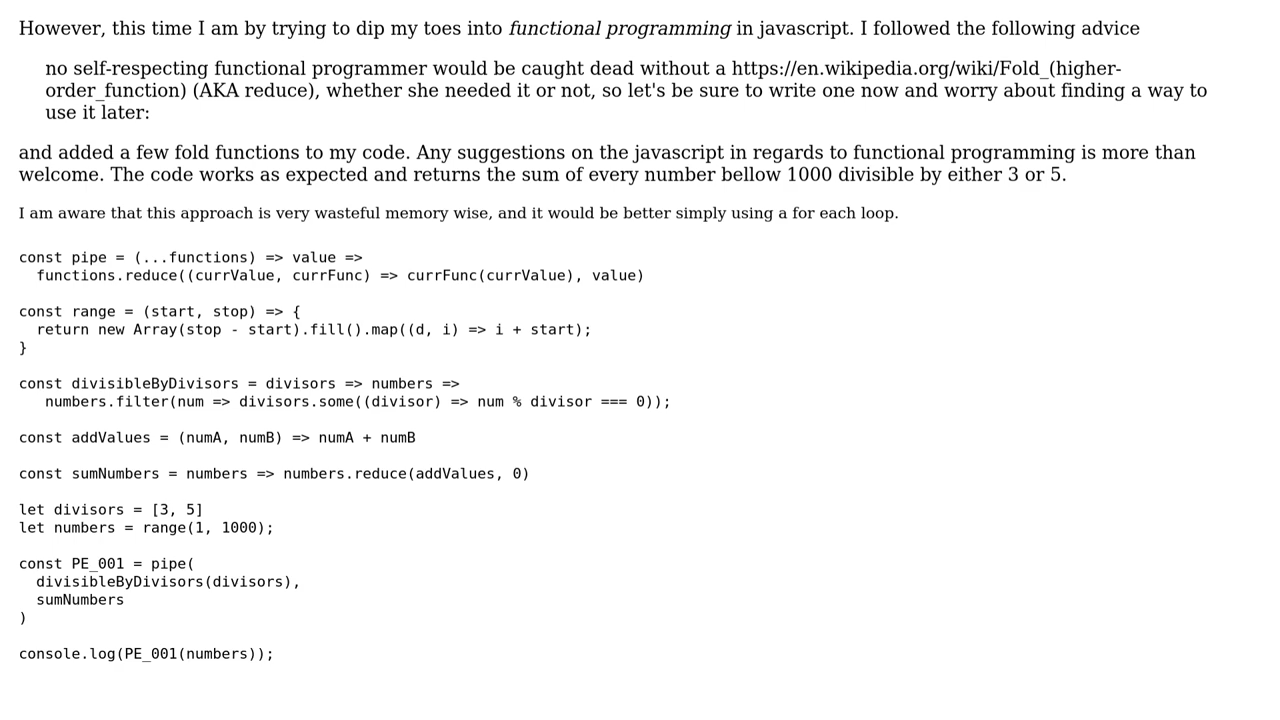 However, this time I am by trying to dip my toes into functional programming in javascript. I followed the following advice
no self-respecting functional programmer would be caught dead without a https://en.wikipedia.org/wiki/Fold_(higher-
order_function) (AKA reduce), whether she needed it or not, so let's be sure to write one now and worry about finding a way to
use it later:
and added a few fold functions to my code. Any suggestions on the javascript in regards to functional programming is more than
welcome. The code works as expected and returns the sum of every number bellow 1000 divisible by either 3 or 5.
I am aware that this approach is very wasteful memory wise, and it would be better simply using a for each loop.
const pipe = (...functions) => value =>
  functions.reduce((currValue, currFunc) => currFunc(currValue), value)
const range = (start, stop) => {
  return new Array(stop - start).fill().map((d, i) => i + start);
}
const divisibleByDivisors = divisors => numbers =>
   numbers.filter(num => divisors.some((divisor) => num % divisor === 0));
const addValues = (numA, numB) => numA + numB
const sumNumbers = numbers => numbers.reduce(addValues, 0)
let divisors = [3, 5]
let numbers = range(1, 1000);
const PE_001 = pipe(
  divisibleByDivisors(divisors),
  sumNumbers
)
console.log(PE_001(numbers));